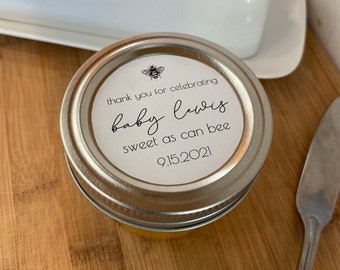 thank you for celebrating
baby lewis
sweet as can bee
9.15.2021